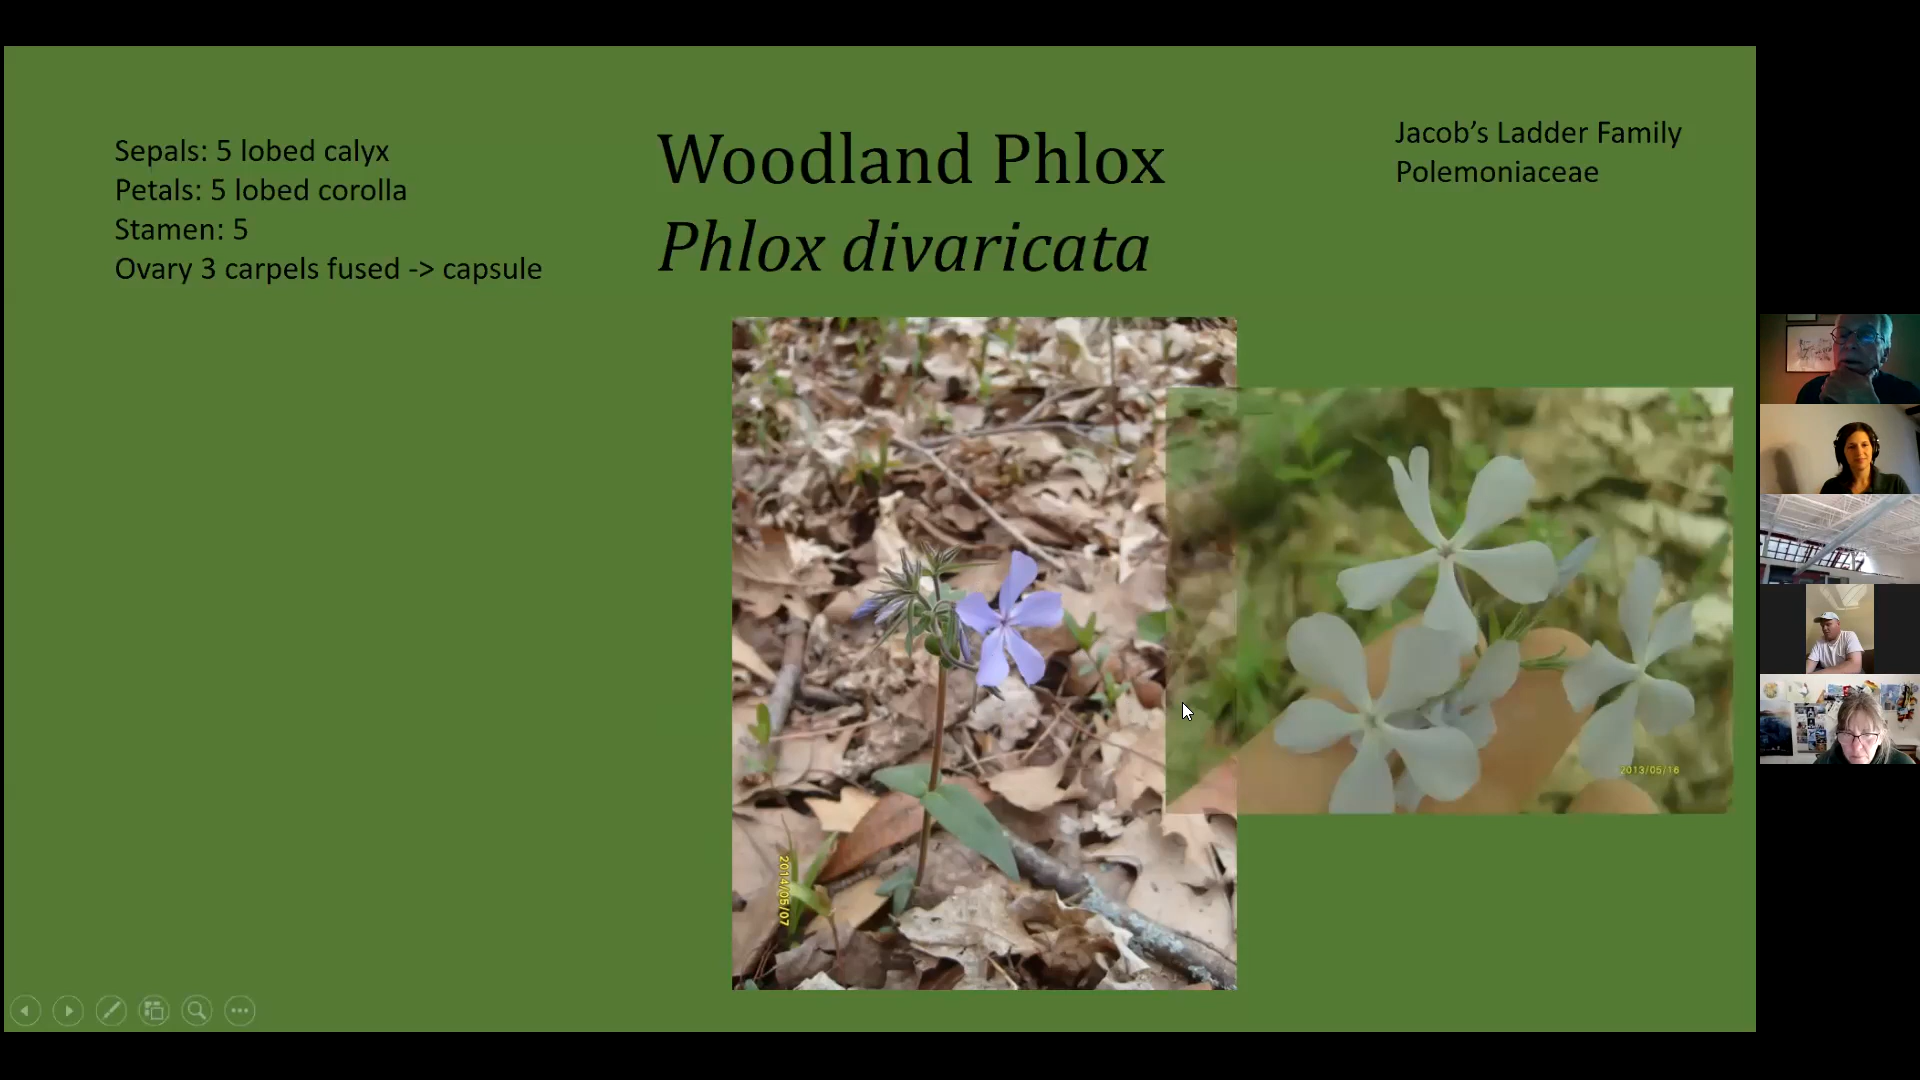 Sepals: 5 lobed calyx
Petals: 5 lobed corolla
Stamen: 5
Ovary 3 carpels fused -> capsule
Woodland Phlox
Phlox divaricata
Jacob’s Ladder Family
Polemoniaceae
2014/05/07
2013/05/16